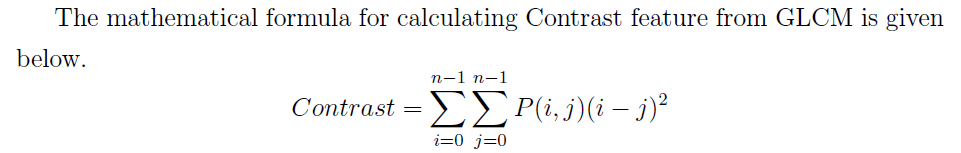 The mathematical formula for calculating Contrast feature from GLCM is given
below.
Contrast = \sum_{i=0}^{n-1} \sum_{j=0}^{n-1} P(i, j)(i − j)^2